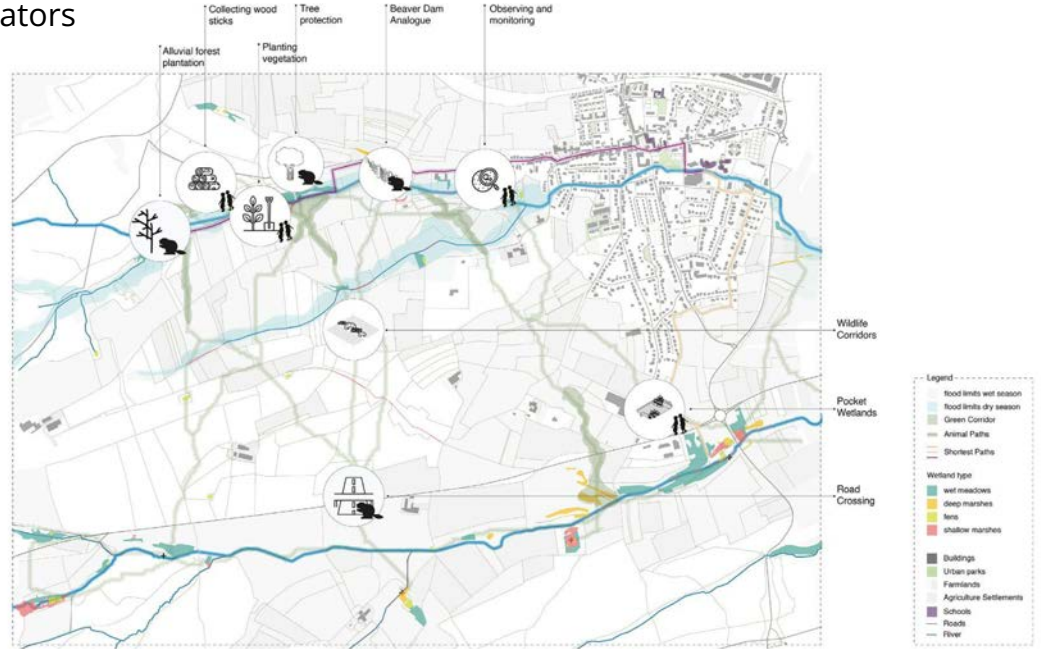 ators
Collecting wood
sticks
Tree
protection
Beaver Dam
Analogue
Observing and
monitoring
Alluvial forest
plantation
Planting
vegetation
Wildlife
Corridors
Pocket
Wetlands
Road
Crossing
Legend
flood limits wet season
flood limits dry season
Green Corridor
Animal Paths
Shortest Paths
Wetland type
wet meadows
deep marshes
fens
shallow marshes
Buildings
Urban parks
Farmlands
Agriculture Settlements
Schools
Roads
River